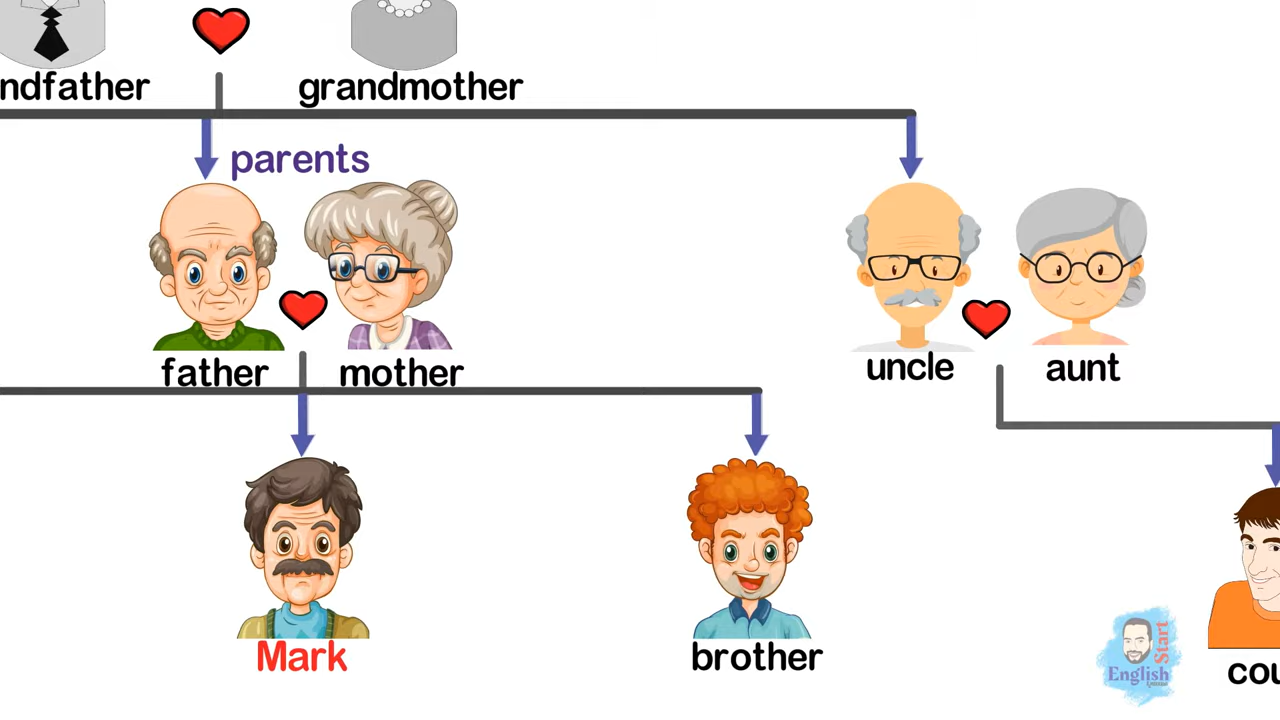 ndfather
grandmother
parents
father
mother
uncle
aunt
Mark
brother
cou
English
Start